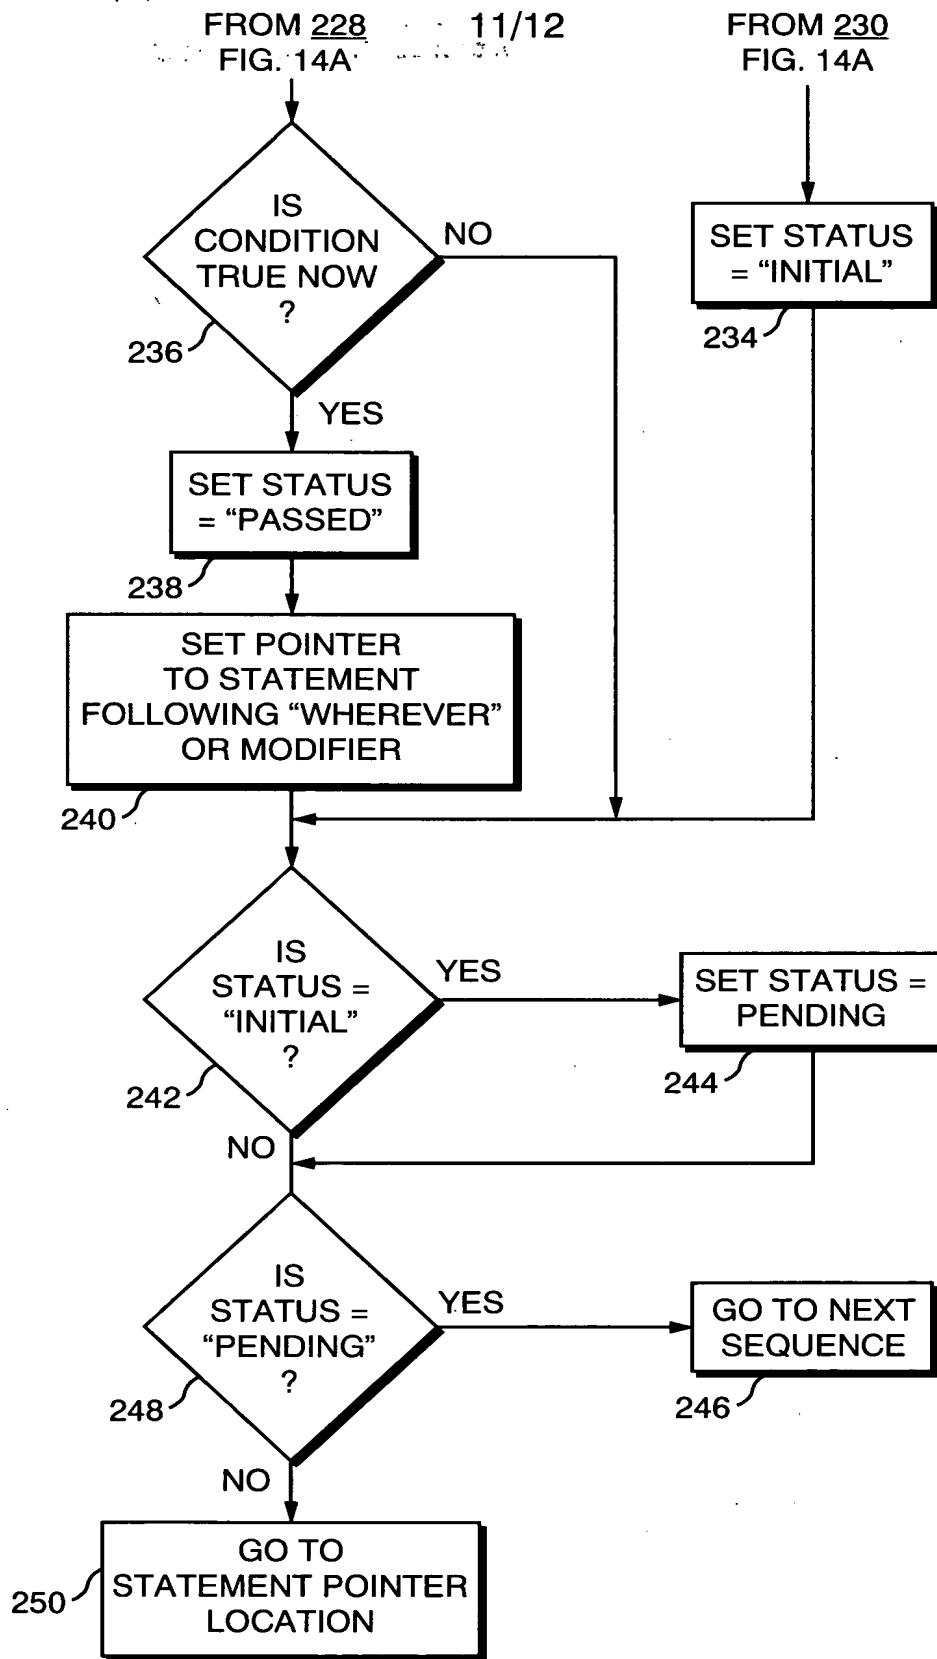 FROM 228
FIG. 14A
11/12
FROM 230
FIG. 14A
IS
CONDITION
TRUE NOW
?
NO
236
YES
SET STATUS
= "INITIAL"
234
SET STATUS
= "PASSED"
238
SET POINTER
TO STATEMENT
FOLLOWING "WHEREVER"
OR MODIFIER
240
IS
STATUS =
"INITIAL"
?
YES
242
NO
SET STATUS =
PENDING
244
IS
STATUS =
"PENDING"
?
YES
248
NO
GO TO NEXT
SEQUENCE
246
GO TO
STATEMENT POINTER
LOCATION
250